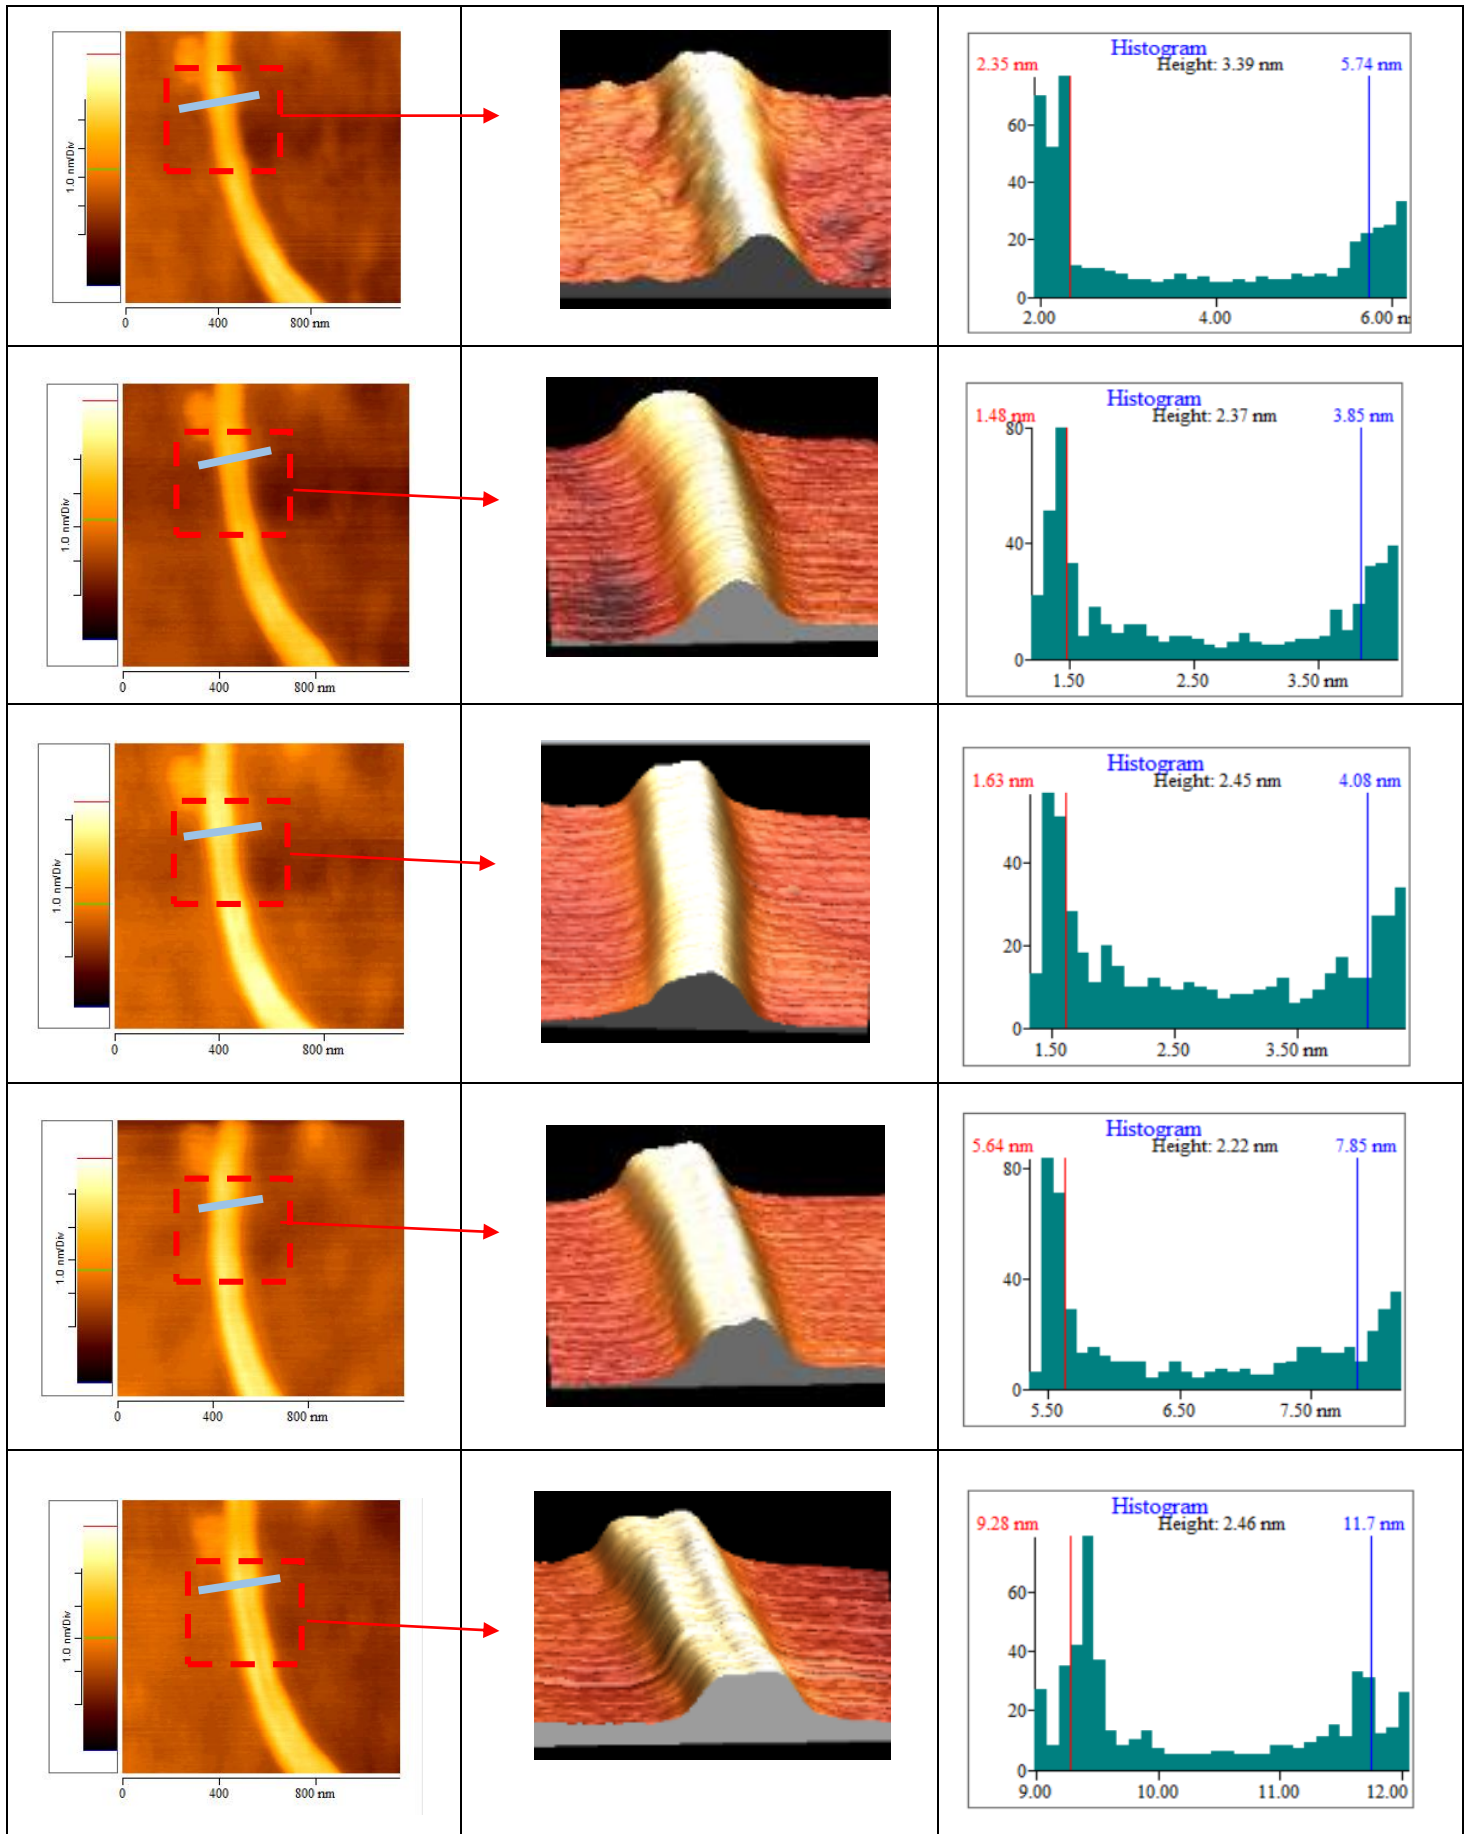 1.0 nm/Div
0 400 800 nm
Histogram
2.35 nm Height: 3.39 nm 5.74 nm
60
40
20
0
2.00 4.00 6.00
1.0 nm/Div
0 400 800 nm
Histogram
1.48 nm Height: 2.37 nm 3.85 nm
80
40
0
1.50 2.50 3.50 nm
1.0 nm/Div
0 400 800 nm
Histogram
1.63 nm Height: 2.45 nm 4.08 nm
40
20
0
1.50 2.50 3.50 nm
1.0 nm/Div
0 400 800 nm
Histogram
5.64 nm Height: 2.22 nm 7.85 nm
80
40
0
5.50 6.50 7.50 nm
1.0 nm/Div
0 400 800 nm
Histogram
9.28 nm Height: 2.46 nm 11.7 nm
60
40
20
0
9.00 10.00 11.00 12.00